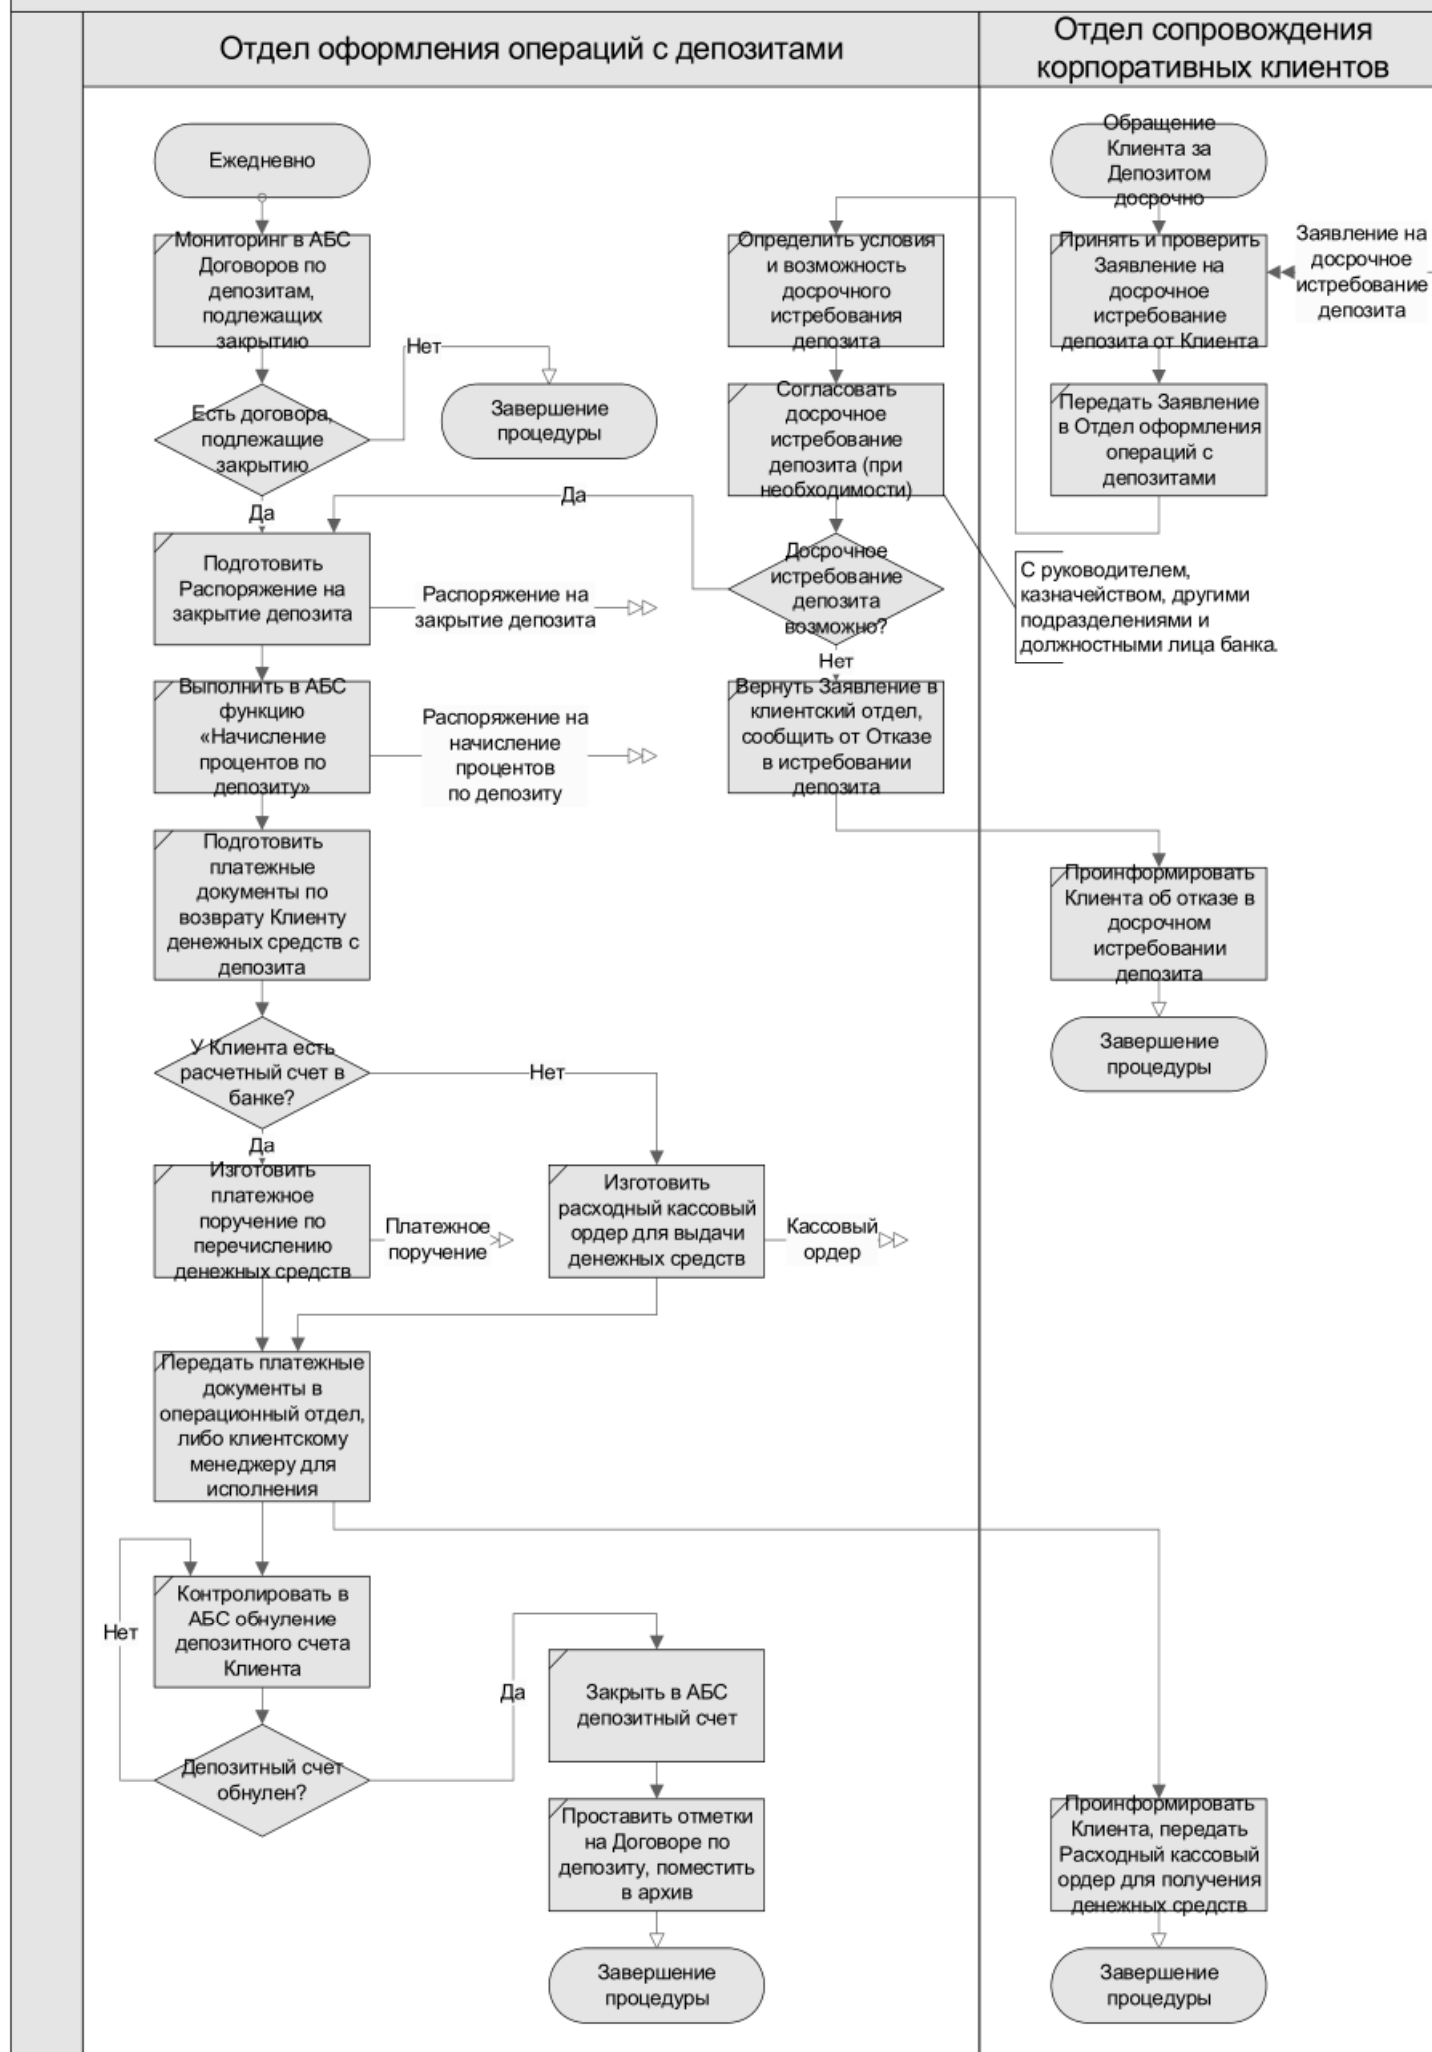 Отдел оформления операций с депозитами
Отдел сопровождения
корпоративных клиентов
Ежедневно
Мониторинг в АБС
Договоров по
депозитам,
подлежащих
закрытию
Нет
Есть договора,
подлежащие
закрытию
Завершение
процедуры
Да
Подготовить
Распоряжение на
закрытие депозита
Распоряжение на
закрытие депозита
Выполнить в АБС
функцию
«Начисление
процентов по
депозиту»
Распоряжение на
начисление
процентов
по депозиту
Подготовить
платежные
документы по
возврату Клиенту
денежных средств с
депозита
У Клиента есть
расчетный счет в
банке?
Нет
Да
Изготовить
платежное
поручение по
перечислению
денежных средств
Платежное
поручение
Изготовить
расходный кассовый
ордер для выдачи
денежных средств
Кассовый
ордер
Передать платежные
документы в
операционный отдел,
либо клиентскому
менеджеру для
исполнения
Контролировать в
АБС обнуление
депозитного счета
Клиента
Нет
Депозитный счет
обнулен?
Да
Закрыть в АБС
депозитный счет
Проставить отметки
на Договоре по
депозиту, поместить
в архив
Завершение
процедуры
Определить условия
и возможность
досрочного
истребования
депозита
Согласовать
досрочное
истребование
депозита (при
необходимости)
Да
Досрочное
истребование
депозита
возможно?
Нет
Вернуть Заявление в
клиентский отдел,
сообщить от Отказе
в истребовании
депозита
Обращение
Клиента за
Депозитом
досрочно
Принять и проверить
Заявление на
досрочное
истребование
депозита от Клиента
Заявление на
досрочное
истребование
депозита
Передать Заявление
в Отдел оформления
операций с
депозитами
С руководителем,
казначейством, другими
подразделениями и
должностными лица банка.
Проинформировать
Клиента об отказе в
досрочном
истребовании
депозита
Завершение
процедуры
Проинформировать
Клиента, передать
Расходный кассовый
ордер для получения
денежных средств
Завершение
процедуры